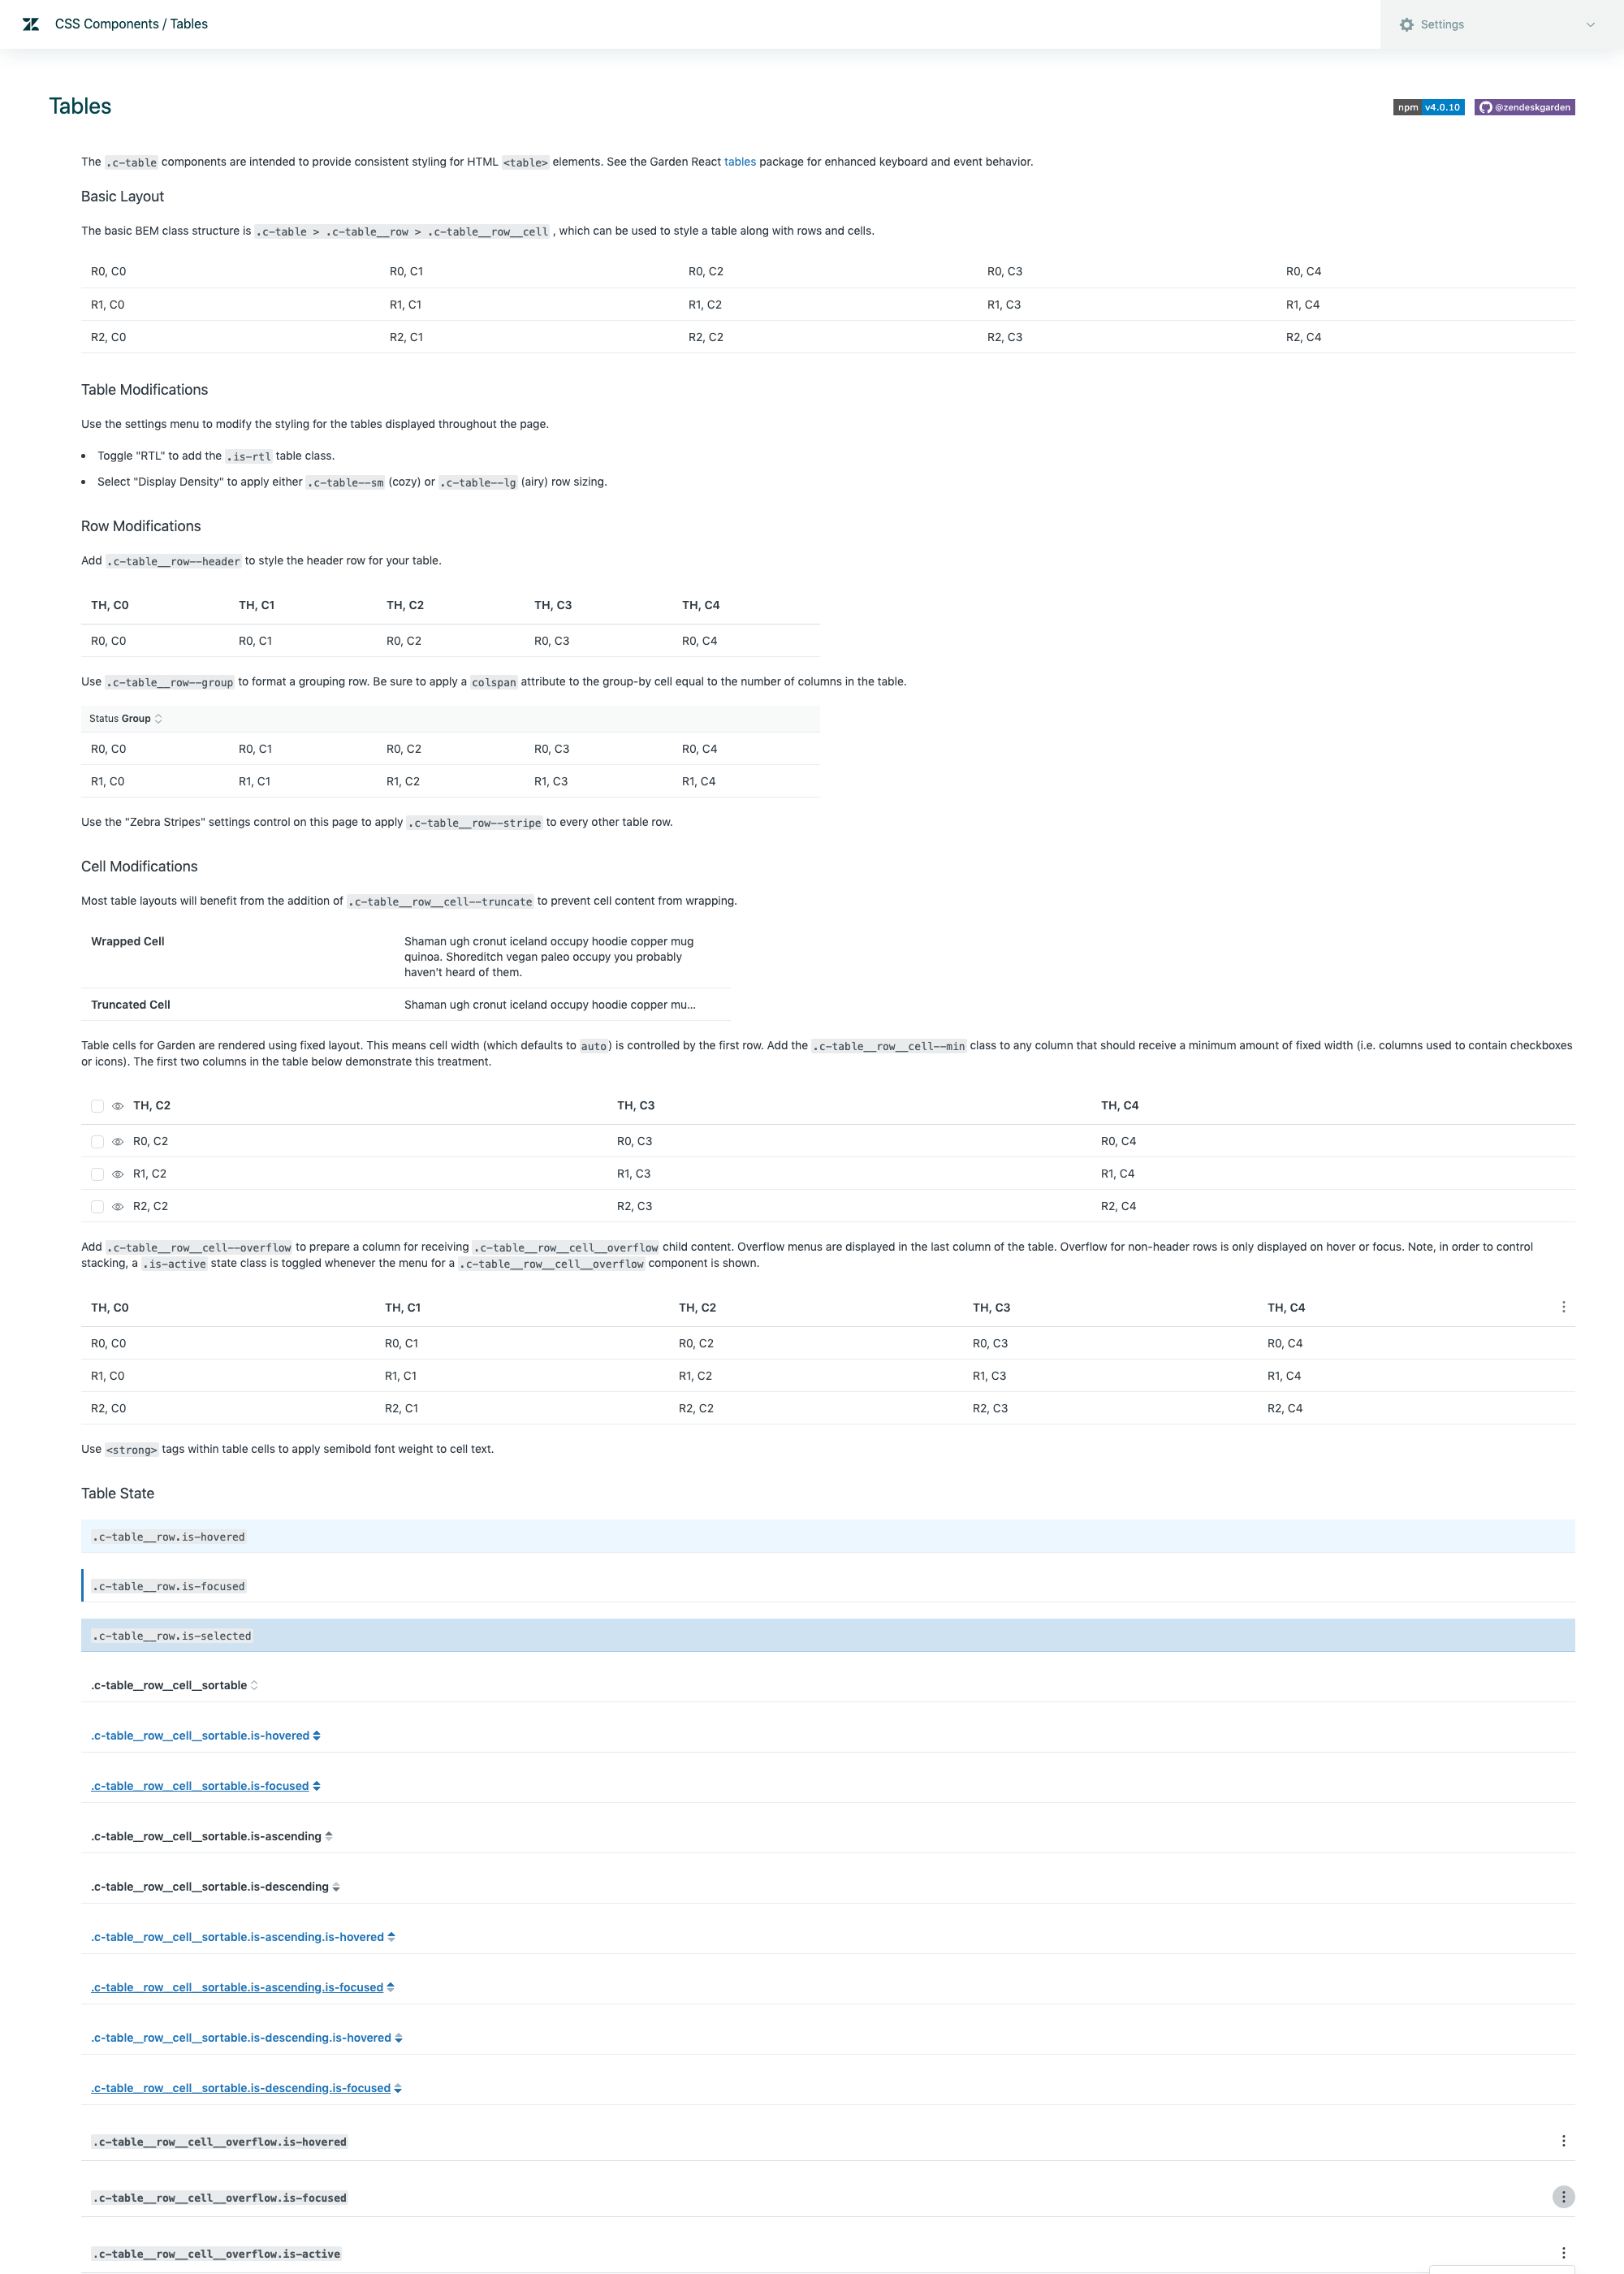 CSS Components / Tables
Settings
Tables
npm v4.0.10 @zendeskgarden
The .c-table components are intended to provide consistent styling for HTML <table> elements. See the Garden React tables package for enhanced keyboard and event behavior.
Basic Layout
The basic BEM class structure is .c-table > .c-table__row > .c-table__row__cell , which can be used to style a table along with rows and cells.
R0, C0 R0, C1 R0, C2 R0, C3 R0, C4
R1, C0 R1, C1 R1, C2 R1, C3 R1, C4
R2, C0 R2, C1 R2, C2 R2, C3 R2, C4
Table Modifications
Use the settings menu to modify the styling for the tables displayed throughout the page.
• Toggle "RTL" to add the .is-rtl table class.
• Select "Display Density" to apply either .c-table--sm (cozy) or .c-table--lg (airy) row sizing.
Row Modifications
Add .c-table__row--header to style the header row for your table.
TH, C0 TH, C1 TH, C2 TH, C3 TH, C4
R0, C0 R0, C1 R0, C2 R0, C3 R0, C4
Use .c-table__row--group to format a grouping row. Be sure to apply a colspan attribute to the group-by cell equal to the number of columns in the table.
Status Group
R0, C0 R0, C1 R0, C2 R0, C3 R0, C4
R1, C0 R1, C1 R1, C2 R1, C3 R1, C4
Use the "Zebra Stripes" settings control on this page to apply .c-table__row--stripe to every other table row.
Cell Modifications
Most table layouts will benefit from the addition of .c-table__row__cell--truncate to prevent cell content from wrapping.
Wrapped Cell Shaman ugh cronut iceland occupy hoodie copper mug
quinoa. Shoreditch vegan paleo occupy you probably
haven't heard of them.
Truncated Cell Shaman ugh cronut iceland occupy hoodie copper mu...
Table cells for Garden are rendered using fixed layout. This means cell width (which defaults to auto) is controlled by the first row. Add the .c-table__row__cell--min class to any column that should receive a minimum amount of fixed width (i.e. columns used to contain checkboxes
or icons). The first two columns in the table below demonstrate this treatment.
TH, C2 TH, C3 TH, C4
R0, C2 R0, C3 R0, C4
R1, C2 R1, C3 R1, C4
R2, C2 R2, C3 R2, C4
Add .c-table__row__cell--overflow to prepare a column for receiving .c-table__row__cell__overflow child content. Overflow menus are displayed in the last column of the table. Overflow for non-header rows is only displayed on hover or focus. Note, in order to control
stacking, a .is-active state class is toggled whenever the menu for a .c-table__row__cell__overflow component is shown.
TH, C0 TH, C1 TH, C2 TH, C3 TH, C4
R0, C0 R0, C1 R0, C2 R0, C3 R0, C4
R1, C0 R1, C1 R1, C2 R1, C3 R1, C4
R2, C0 R2, C1 R2, C2 R2, C3 R2, C4
Use <strong> tags within table cells to apply semibold font weight to cell text.
Table State
.c-table__row.is-hovered
.c-table__row.is-focused
.c-table__row.is-selected
.c-table__row__cell__sortable
.c-table__row__cell__sortable.is-hovered
.c-table__row__cell__sortable.is-focused
.c-table__row__cell__sortable.is-ascending
.c-table__row__cell__sortable.is-descending
.c-table__row__cell__sortable.is-ascending.is-hovered
.c-table__row__cell__sortable.is-ascending.is-focused
.c-table__row__cell__sortable.is-descending.is-hovered
.c-table__row__cell__sortable.is-descending.is-focused
.c-table__row__cell__overflow.is-hovered
.c-table__row__cell__overflow.is-focused
.c-table__row__cell__overflow.is-active